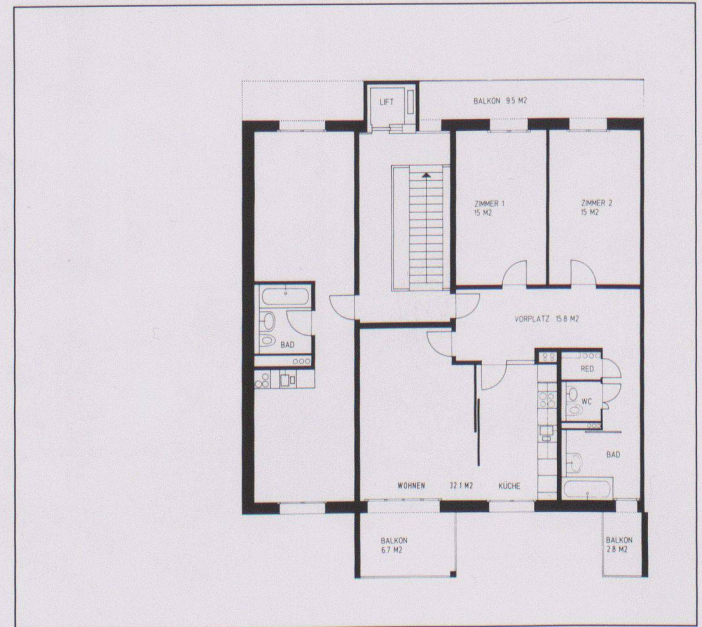 LIFT
BALKON 9.5 M2
ZIMMER 1
15 M2
ZIMMER 2
15 M2
VORPLATZ 15.8 M2
BAD
RED.
WC
BAD
WOHNEN 32.1 M2 KÜCHE
BALKON
6.7 M2
BALKON
2.8 M2